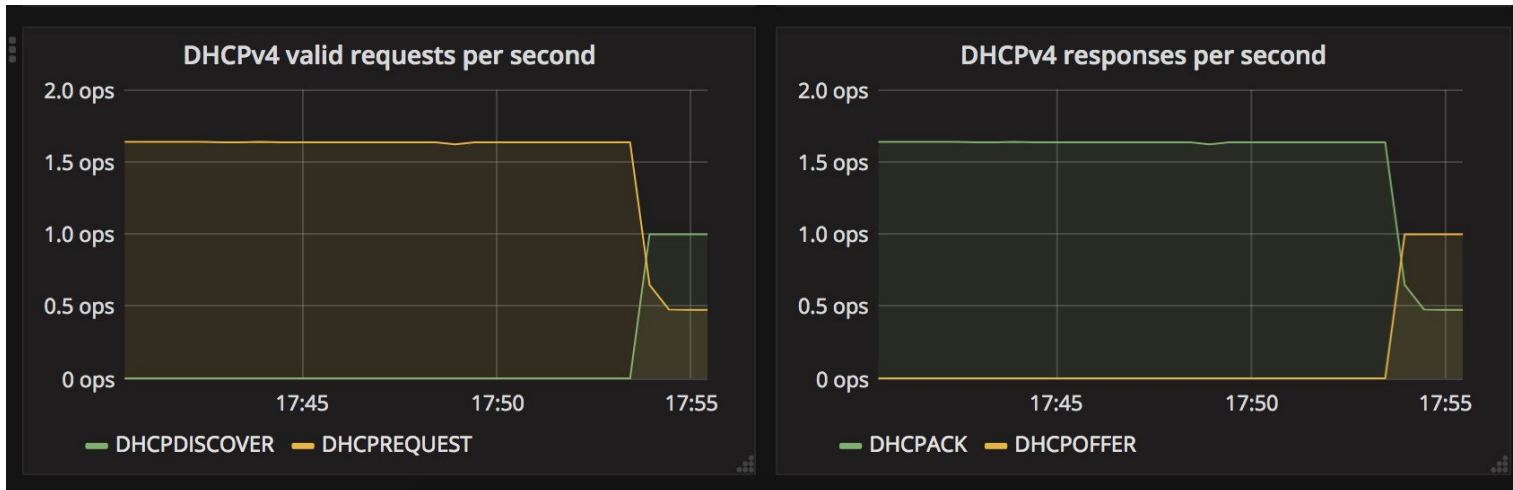 DHCPv4 valid requests per second
2.0 ops
1.5 ops
1.0 ops
0.5 ops
0 ops
17:45 17:50 17:55
DHCPDISCOVER DHCPREQUEST
DHCPv4 responses per second
2.0 ops
1.5 ops
1.0 ops
0.5 ops
0 ops
17:45 17:50 17:55
DHCPACK DHCPOFFER